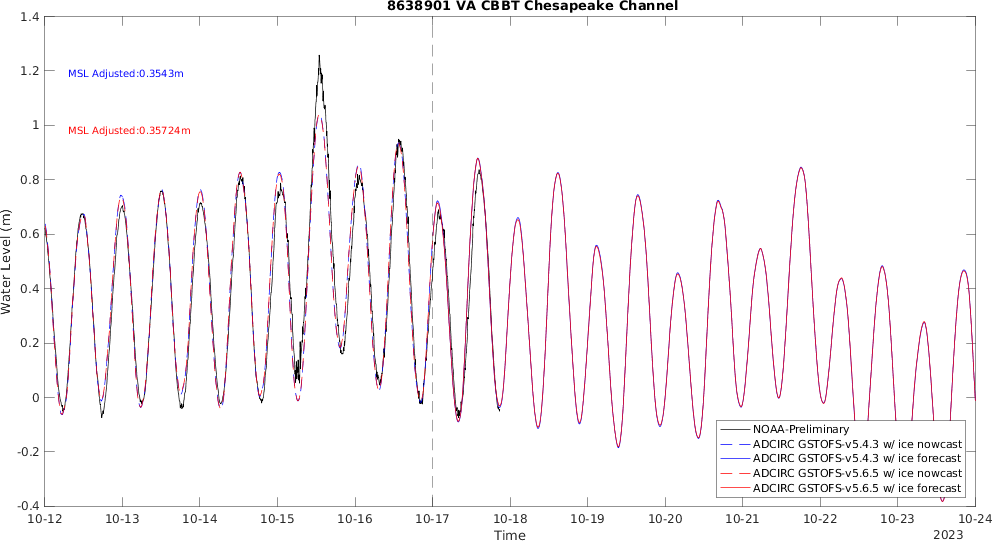 8638901 VA CBBT Chesapeake Channel
1.4
1.2
1
0.8
0.6
0.4
0.2
0
-0.2
-0.4
Water Level (m)
MSL Adjusted:0.3543m
MSL Adjusted:0.35724m
NOAA-Preliminary
ADCIRC GSTOFS-v5.4.3 w/ ice nowcast
ADCIRC GSTOFS-v5.4.3 w/ ice forecast
ADCIRC GSTOFS-v5.6.5 w/ ice nowcast
ADCIRC GSTOFS-v5.6.5 w/ ice forecast
10-12 10-13 10-14 10-15 10-16 10-17 10-18 10-19 10-20 10-21 10-22 10-23 10-24
Time
2023